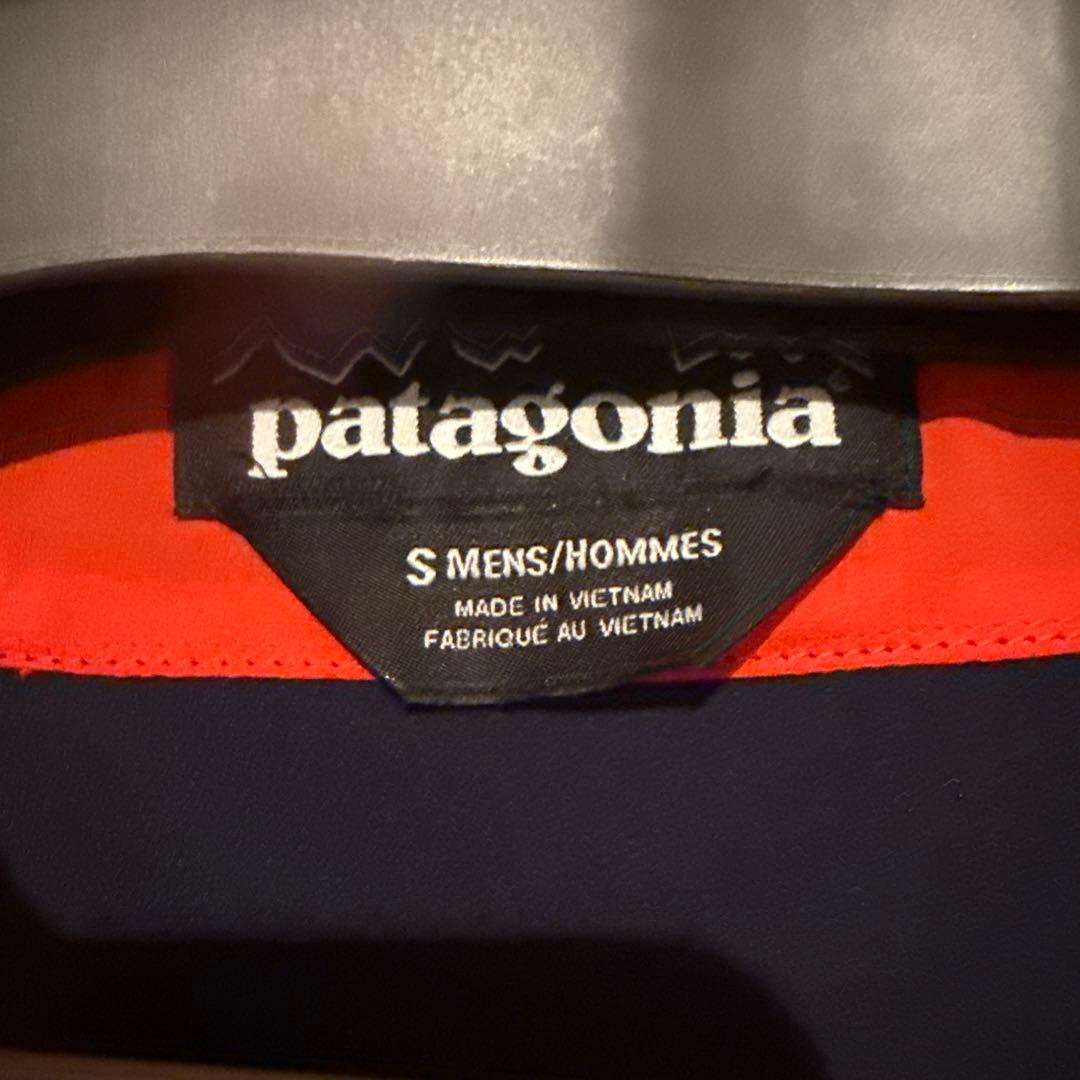 patagonia
S MENS/HOMMES
MADE IN VIETNAM
FABRIQUÉ AU VIETNAM